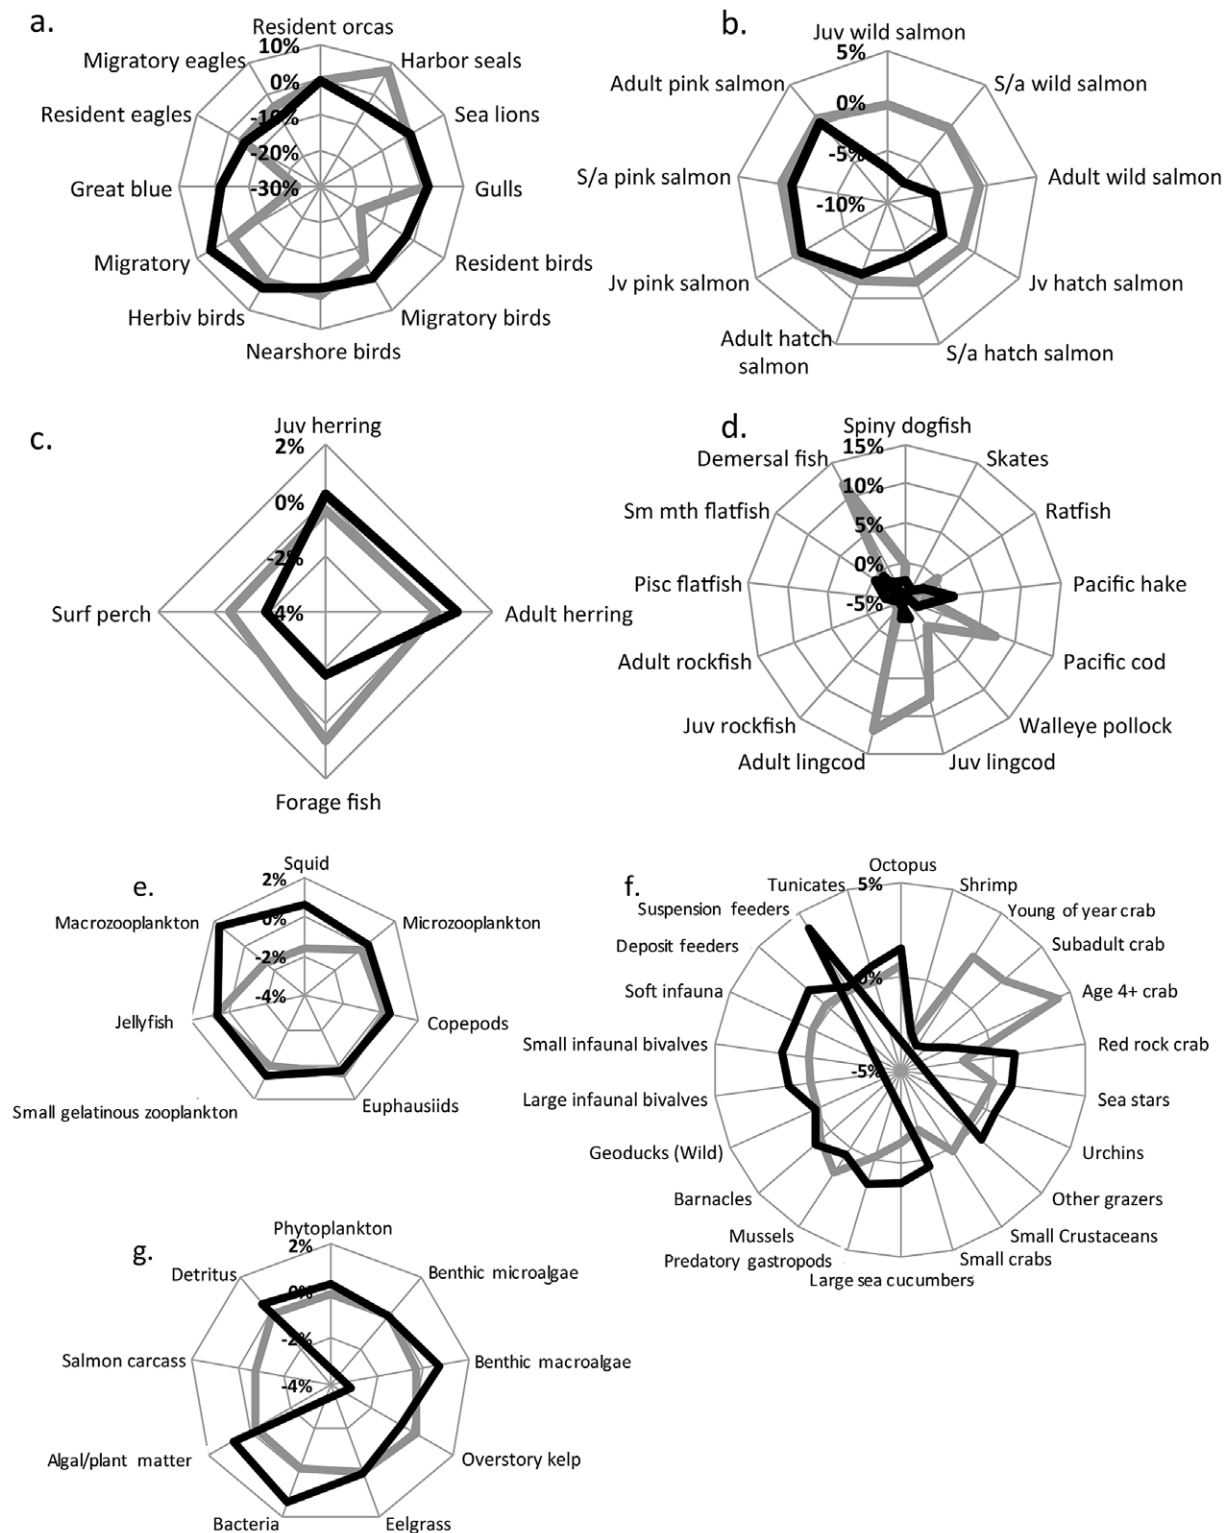 a.
Resident orcas
10%
Migratory eagles
Harbor seals
0%
Resident eagles
-10%
Sea lions
-20%
Great blue
-30%
Gulls
Migratory
Resident birds
Herbiv birds
Migratory birds
Nearshore birds
b.
Juv wild salmon
5%
Adult pink salmon
S/a wild salmon
0%
S/a pink salmon
-5%
Adult wild salmon
-10%
Jv pink salmon
Jv hatch salmon
Adult hatch
salmon
S/a hatch salmon
c.
Juv herring
2%
0%
-2%
Surf perch
-4%
Adult herring
Forage fish
d.
Spiny dogfish
15%
Demersal fish
Skates
10%
Sm mth flatfish
5%
Ratfish
0%
Pisc flatfish
-5%
Pacific hake
Adult rockfish
Pacific cod
Juv rockfish
Walleye pollock
Adult lingcod
Juv lingcod
e.
Squid
2%
Macrozooplankton
0%
Microzooplankton
-2%
-4%
Jellyfish
Copepods
Small gelatinous zooplankton
Euphausiids
f.
Octopus
5%
Tunicates
Shrimp
Suspension feeders
Young of year crab
Deposit feeders
Subadult crab
0%
Soft infauna
Age 4+ crab
Small infaunal bivalves
Red rock crab
-5%
Large infaunal bivalves
Sea stars
Geoducks (Wild)
Urchins
Barnacles
Other grazers
Mussels
Small Crustaceans
Predatory gastropods
Small crabs
Large sea cucumbers
g.
Phytoplankton
2%
Detritus
Benthic microalgae
0%
-2%
Salmon carcass
Benthic macroalgae
-4%
Algal/plant matter
Overstory kelp
Bacteria
Eelgrass